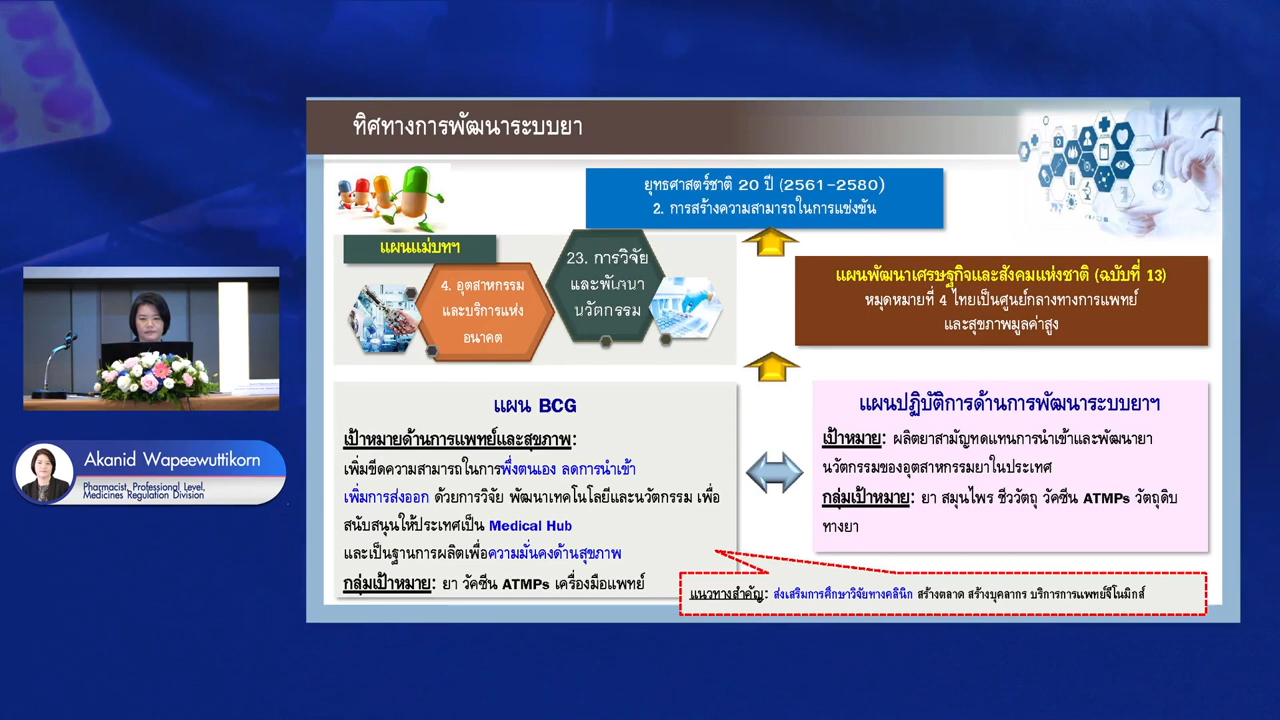 ทิศทางการพัฒนาระบบยา
ยุทธศาสตร์ชาติ 20 ปี (2561-2580)
2. การสร้างความสามารถในการแข่งขัน
แผนแม่บทฯ
4. อุตสาหกรรม
และบริการแห่ง
อนาคต
23. การวิจัย
และพัฒนา
นวัตกรรม
แผนพัฒนาเศรษฐกิจและสังคมแห่งชาติ (ฉบับที่ 13)
หมุดหมายที่ 4 ไทยเป็นศูนย์กลางทางการแพทย์
และสุขภาพมูลค่าสูง
แผน BCG
เป้าหมายด้านการแพทย์และสุขภาพ:
เพิ่มขีดความสามารถในการพึ่งตนเอง ลดการนำเข้า
เพิ่มการส่งออก ด้วยการวิจัย พัฒนาเทคโนโลยีและนวัตกรรม เพื่อ
สนับสนุนให้ประเทศเป็น Medical Hub
และเป็นฐานการผลิตเพื่อความมั่นคงด้านสุขภาพ
กลุ่มเป้าหมาย: ยา วัคซีน ATMPs เครื่องมือแพทย์
แผนปฏิบัติการด้านการพัฒนาระบบยาฯ
เป้าหมาย: ผลิตยาสามัญทดแทนการนำเข้าและพัฒนายา
นวัตกรรมของอุตสาหกรรมยาในประเทศ
กลุ่มเป้าหมาย: ยา สมุนไพร ชีววัตถุ วัคซีน ATMPs วัตถุดิบ
ทางยา
แนวทางสำคัญ: ส่งเสริมการศึกษาวิจัยทางคลินิก สร้างตลาด สร้างบุคลากร บริการการแพทย์จีโนมิกส์
Akanid Wapeewuttikorn
Pharmacist, Professional Level,
Medicines Regulation Division